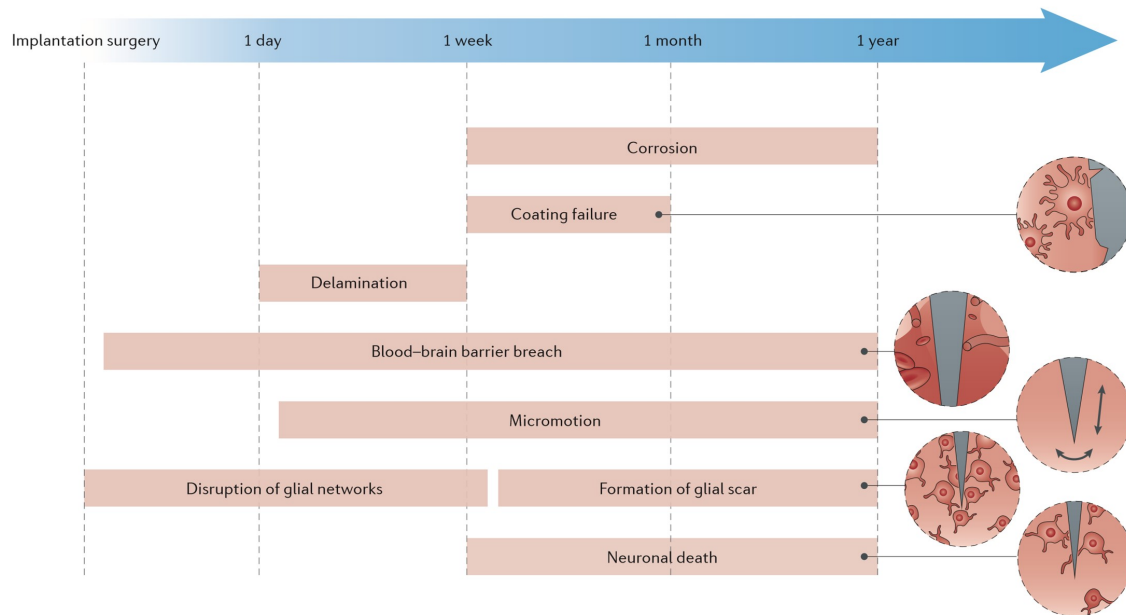 Implantation surgery 1 day 1 week 1 month 1 year
Corrosion
Coating failure
Delamination
Blood–brain barrier breach
Micromotion
Disruption of glial networks Formation of glial scar
Neuronal death